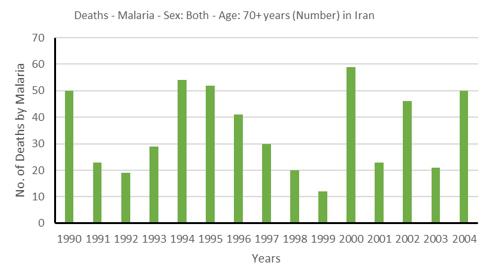 Deaths - Malaria - Sex: Both - Age: 70+ years (Number) in Iran
No. of Deaths by Malaria
70
60
50
40
30
20
10
0
1990 1991 1992 1993 1994 1995 1996 1997 1998 1999 2000 2001 2002 2003 2004
Years